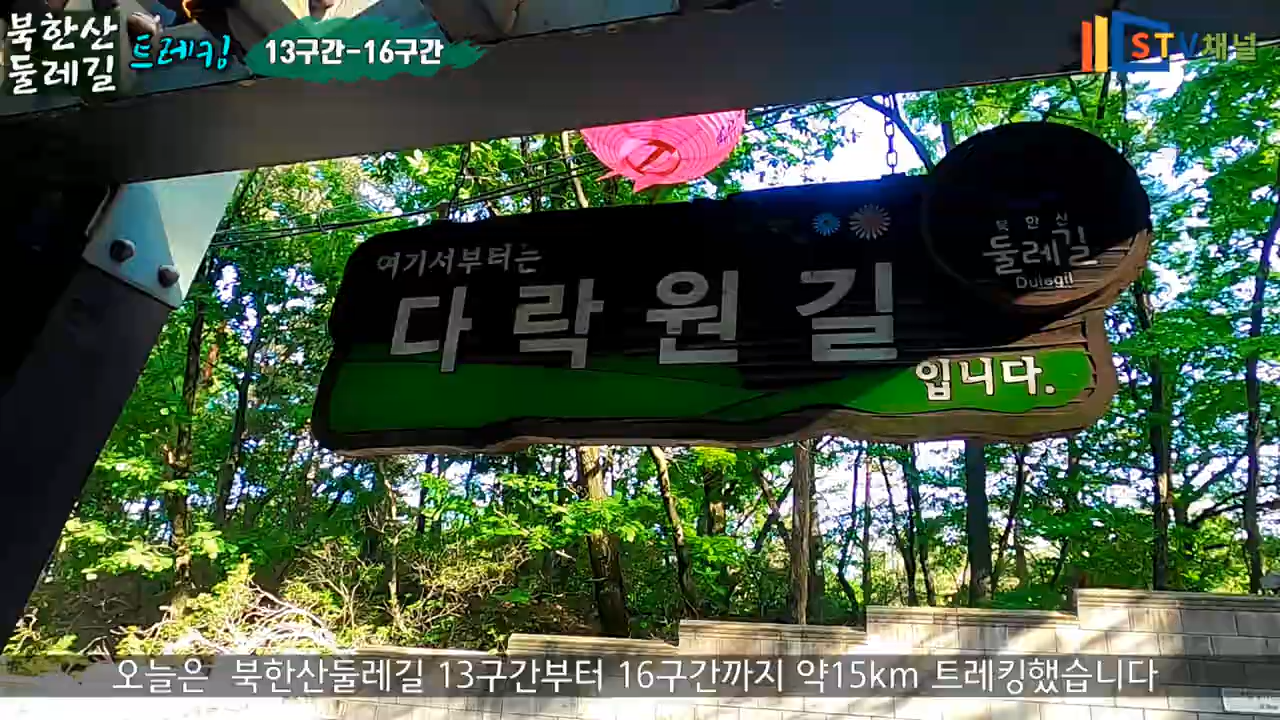 북한산
둘레길
트레킹
13구간-16구간
STV채널
여기서부터는
다락원길
입니다.
북한산
둘레길
Dulegil
오늘은 북한산둘레길 13구간부터 16구간까지 약15km 트레킹했습니다